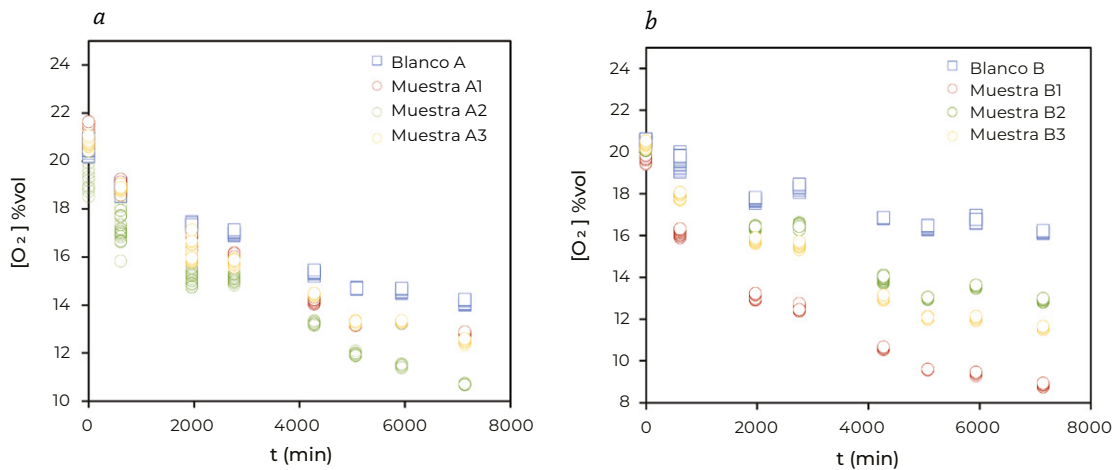 a
24
22
20
18
16
14
12
10
[O₂] %vol
0 2000 4000 6000 8000
t (min)
Blanco A
Muestra A1
Muestra A2
Muestra A3
b
24
22
20
18
16
14
12
10
8
[O₂] %vol
0 2000 4000 6000 8000
t (min)
Blanco B
Muestra B1
Muestra B2
Muestra B3